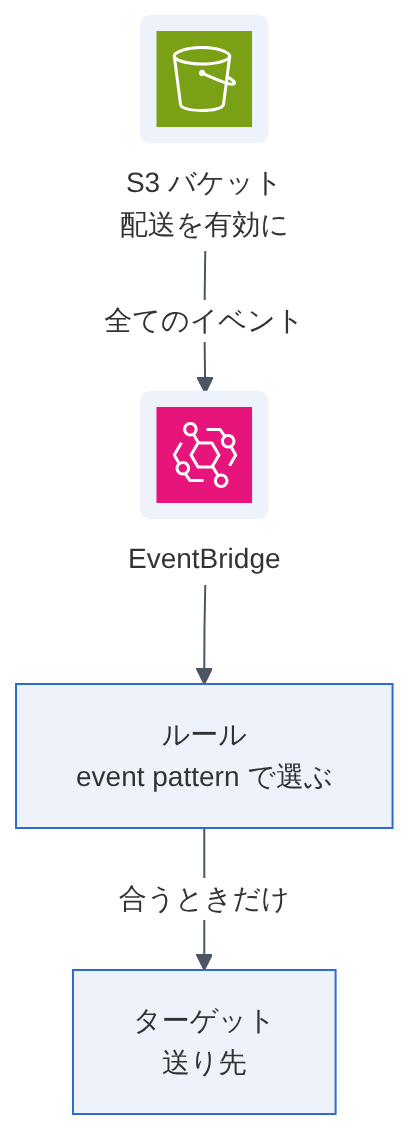 S3 バケット
配送を有効に
全てのイベント
EventBridge
ルール
event pattern で選ぶ
合うときだけ
ターゲット
送り先